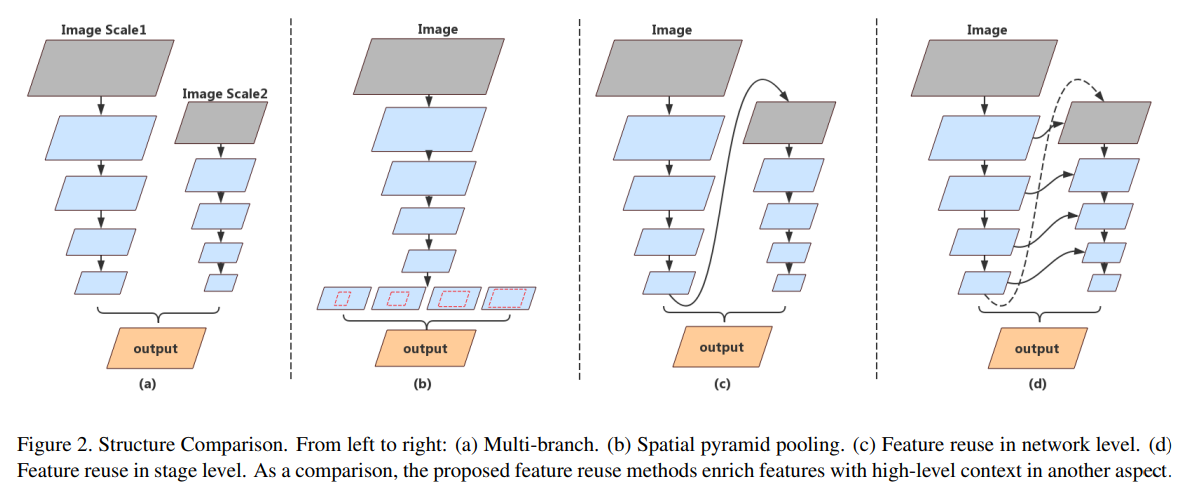 Image Scale1
Image Scale2
output
(a)
Image
output
(b)
Image
output
(c)
Image
output
(d)
Figure 2. Structure Comparison. From left to right: (a) Multi-branch. (b) Spatial pyramid pooling. (c) Feature reuse in network level. (d)
Feature reuse in stage level. As a comparison, the proposed feature reuse methods enrich features with high-level context in another aspect.